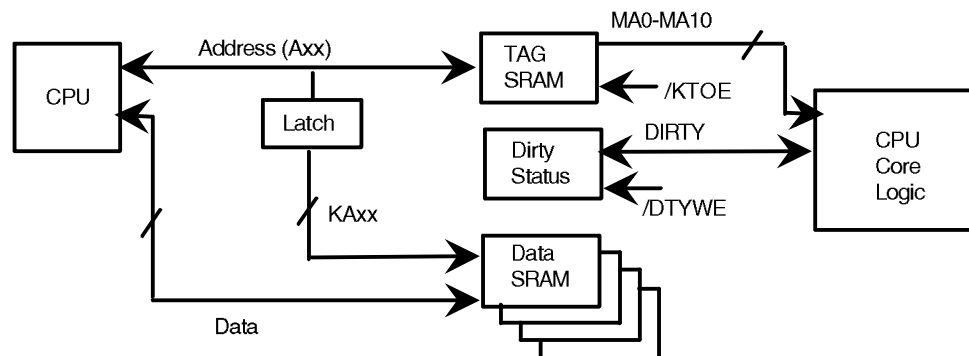 MA0-MA10
Address (Axx)
TAG
SRAM
CPU
/KTOE
Latch
DIRTY
CPU
Core
Logic
Dirty
Status
/DTYWE
KAxx
Data
SRAM
Data